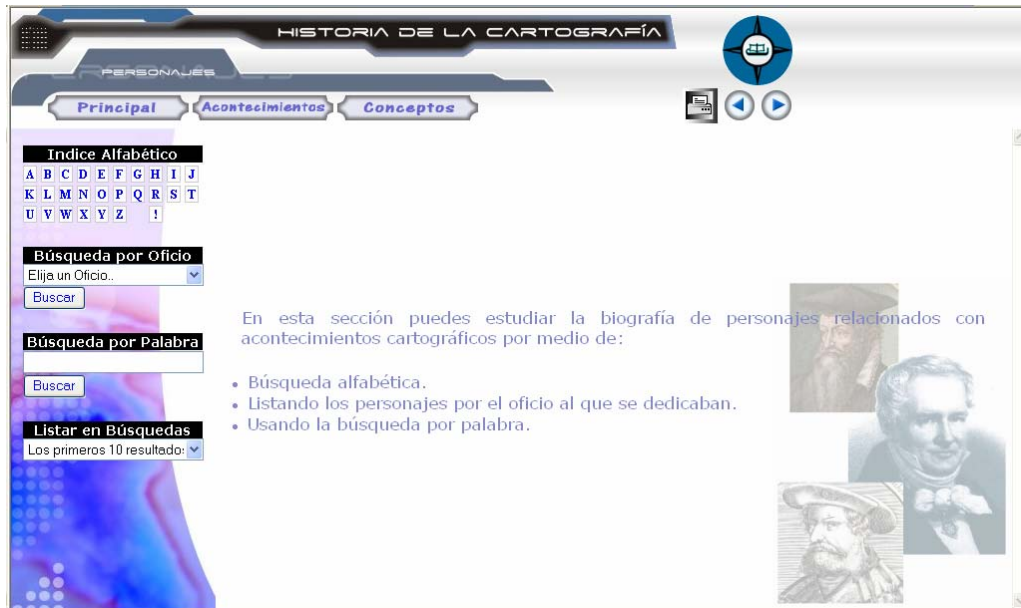 HISTORIA DE LA CARTOGRAFÍA
PERSONAJES
Principal Acontecimientos Conceptos
Indice Alfabético
A B C D E F G H I J
K L M N O P Q R S T
U V W X Y Z !
Búsqueda por Oficio
Elija un Oficio..
Buscar
Búsqueda por Palabra
Buscar
Listar en Búsquedas
Los primeros 10 resultados
En esta sección puedes estudiar la biografía de personajes relacionados con
acontecimientos cartográficos por medio de:
• Búsqueda alfabética.
• Listando los personajes por el oficio al que se dedicaban.
• Usando la búsqueda por palabra.